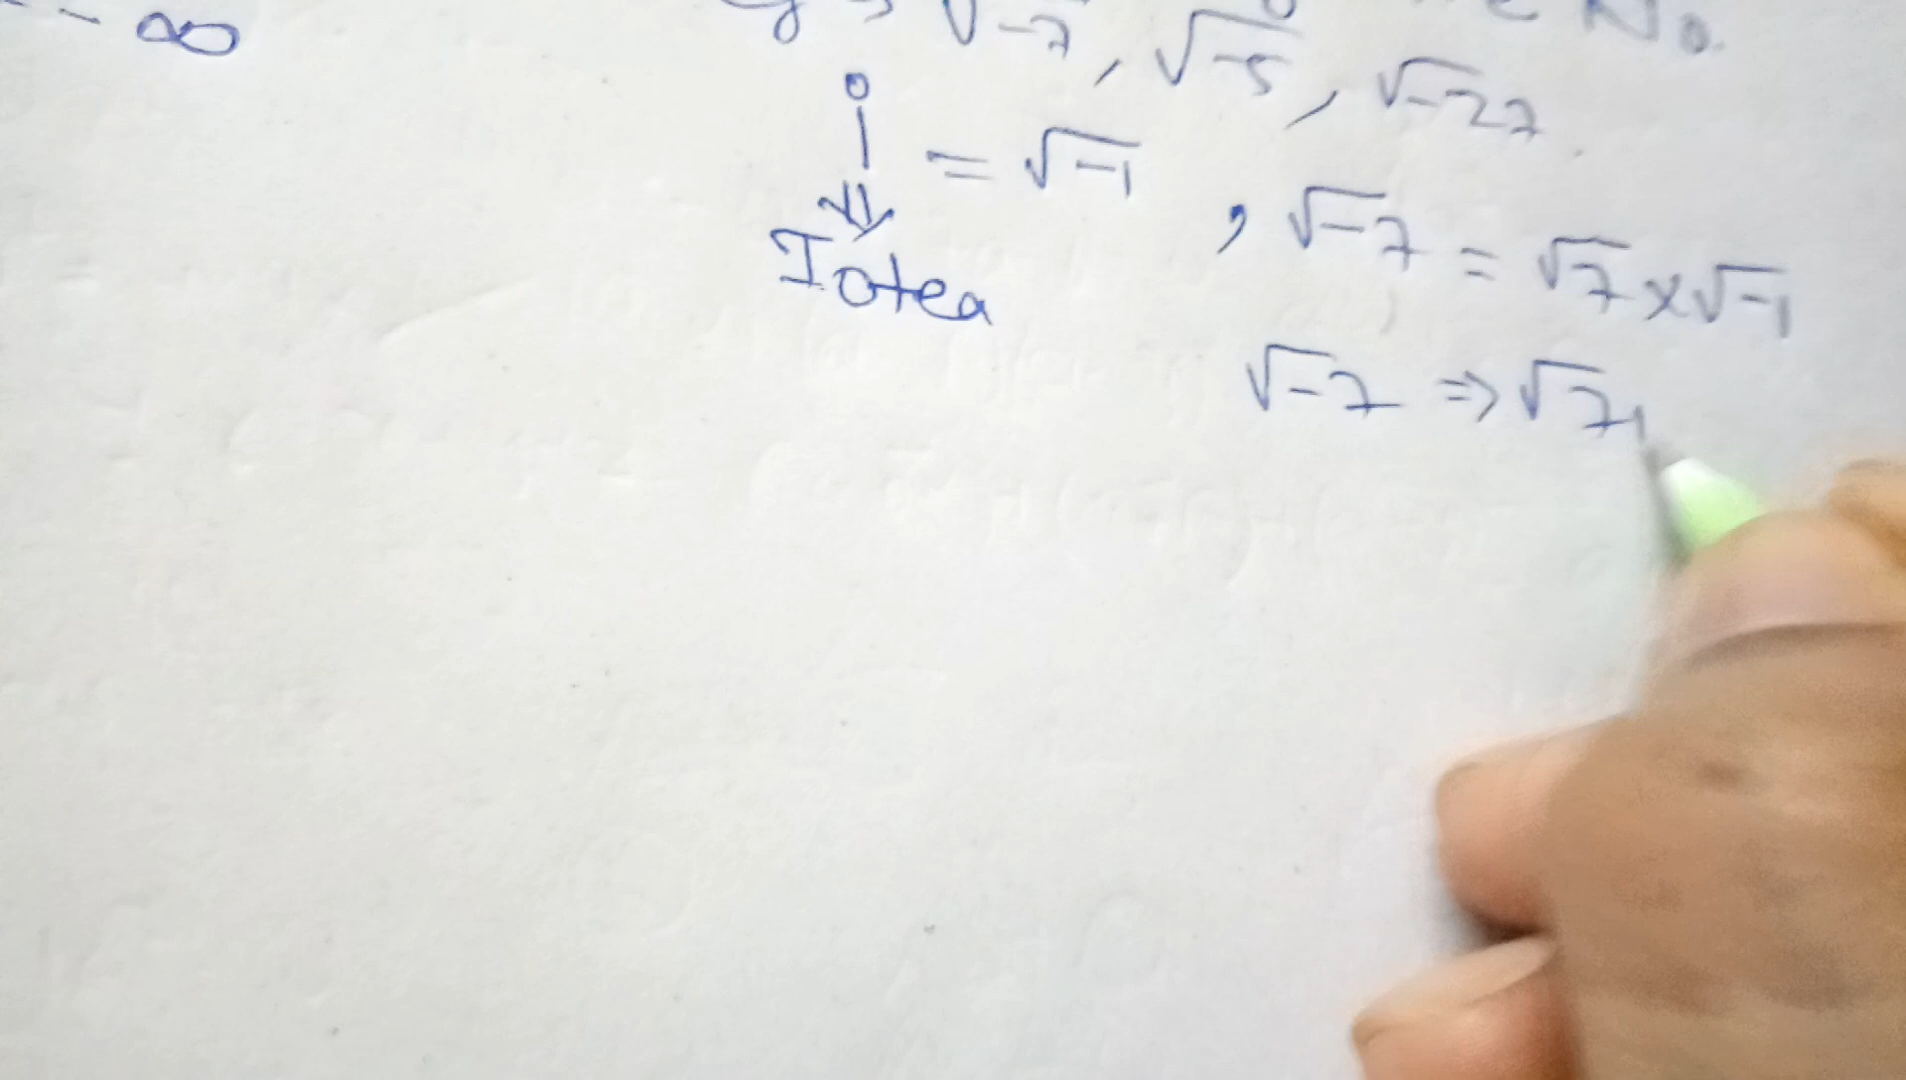 -- ∞
√-7, √-5, √-27
i = √-1, √-7 = √7 x √-1
⇓
Iotea
√-7 ⇒ √7i